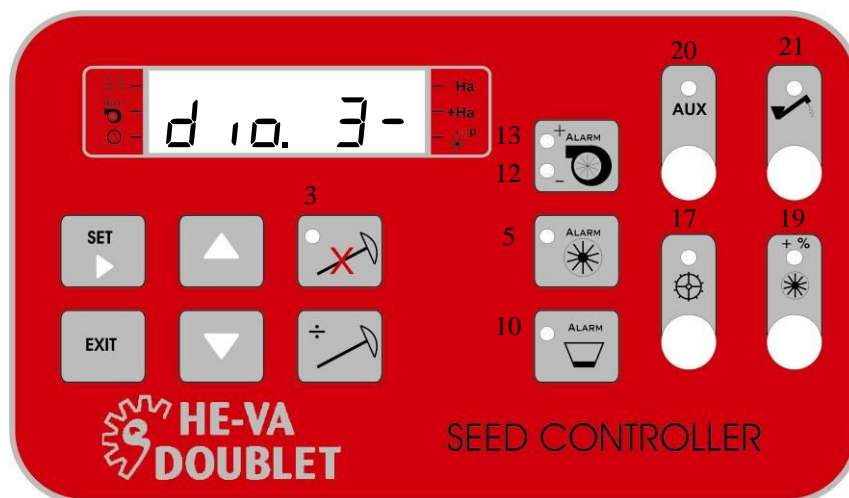 20
21
Ha
+Ha
P
d ıo. 3-
AUX
+ ALARM
-
13
12
3
SET
ALARM
5
17
19
+ %
EXIT
÷
ALARM
10
HE-VA
DOUBLET
SEED CONTROLLER